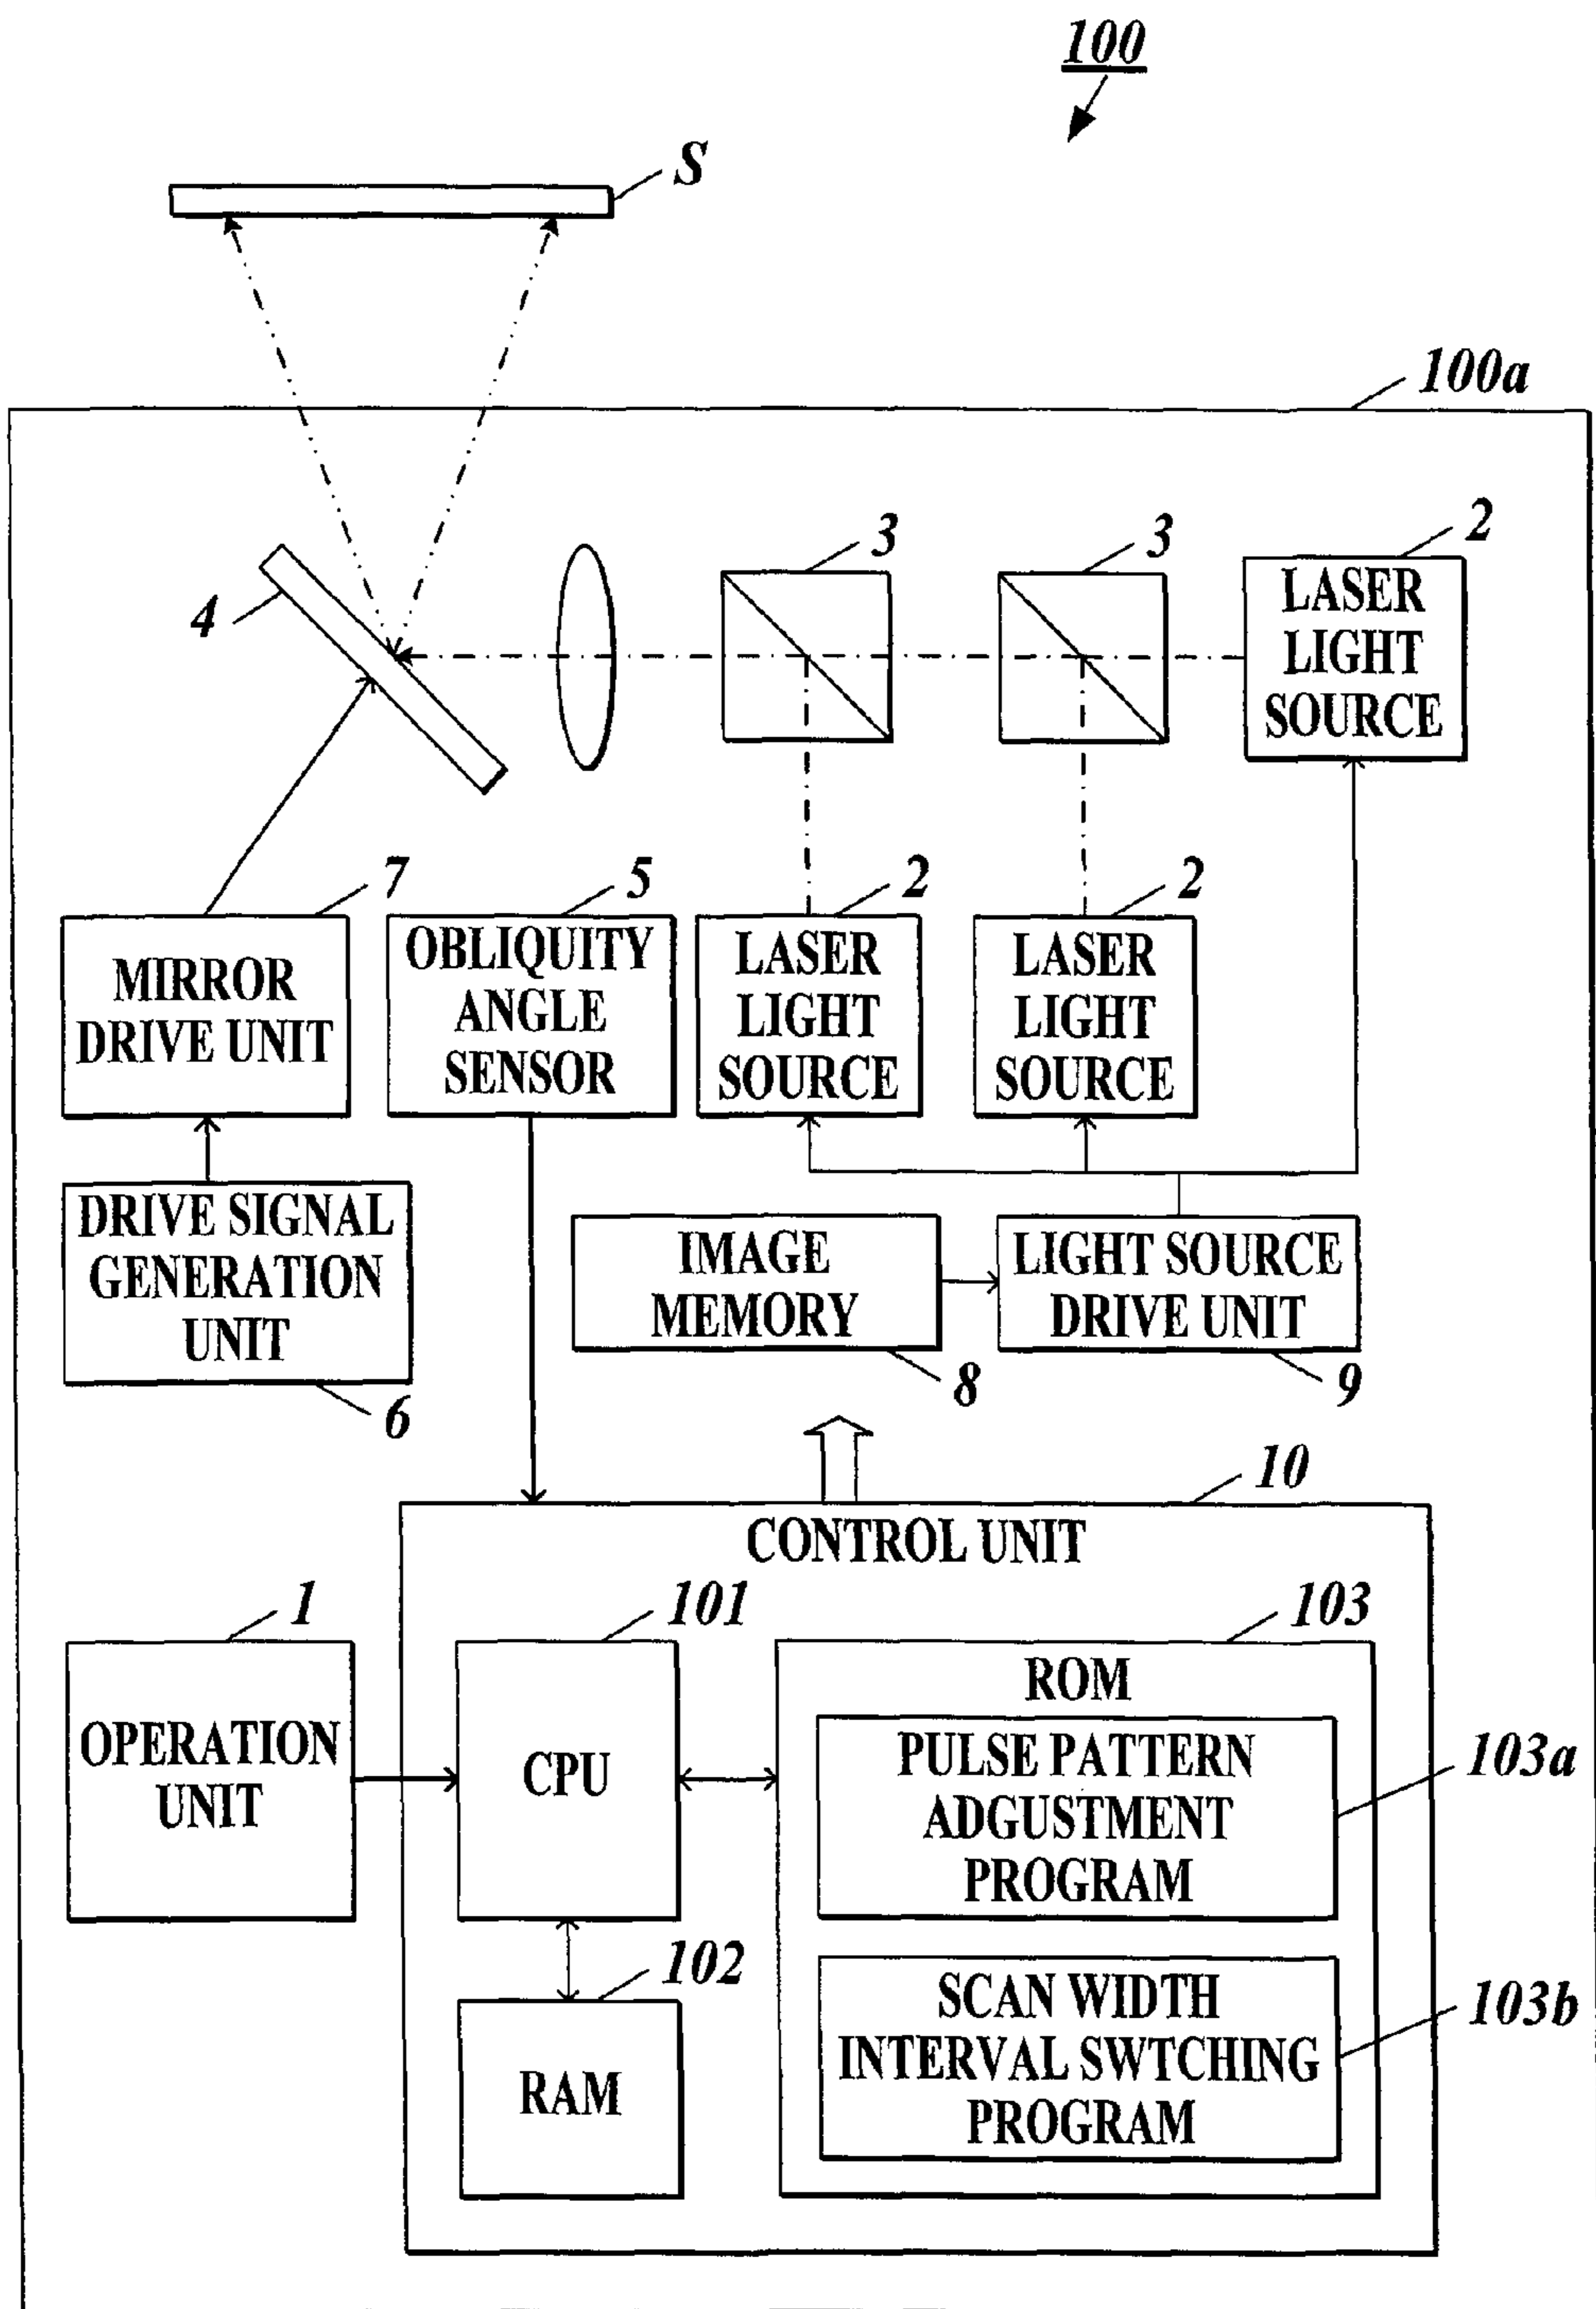 100
S
100a
3
3
2
LASER
LIGHT
SOURCE
4
7
5
2
2
MIRROR
DRIVE UNIT
OBLIQUITY
ANGLE
SENSOR
LASER
LIGHT
SOURCE
LASER
LIGHT
SOURCE
DRIVE SIGNAL
GENERATION
UNIT
6
IMAGE
MEMORY
8
LIGHT SOURCE
DRIVE UNIT
9
10
CONTROL UNIT
1
OPERATION
UNIT
101
CPU
102
RAM
103
ROM
PULSE PATTERN
ADGUSTMENT
PROGRAM
103a
SCAN WIDTH
INTERVAL SWTCHING
PROGRAM
103b